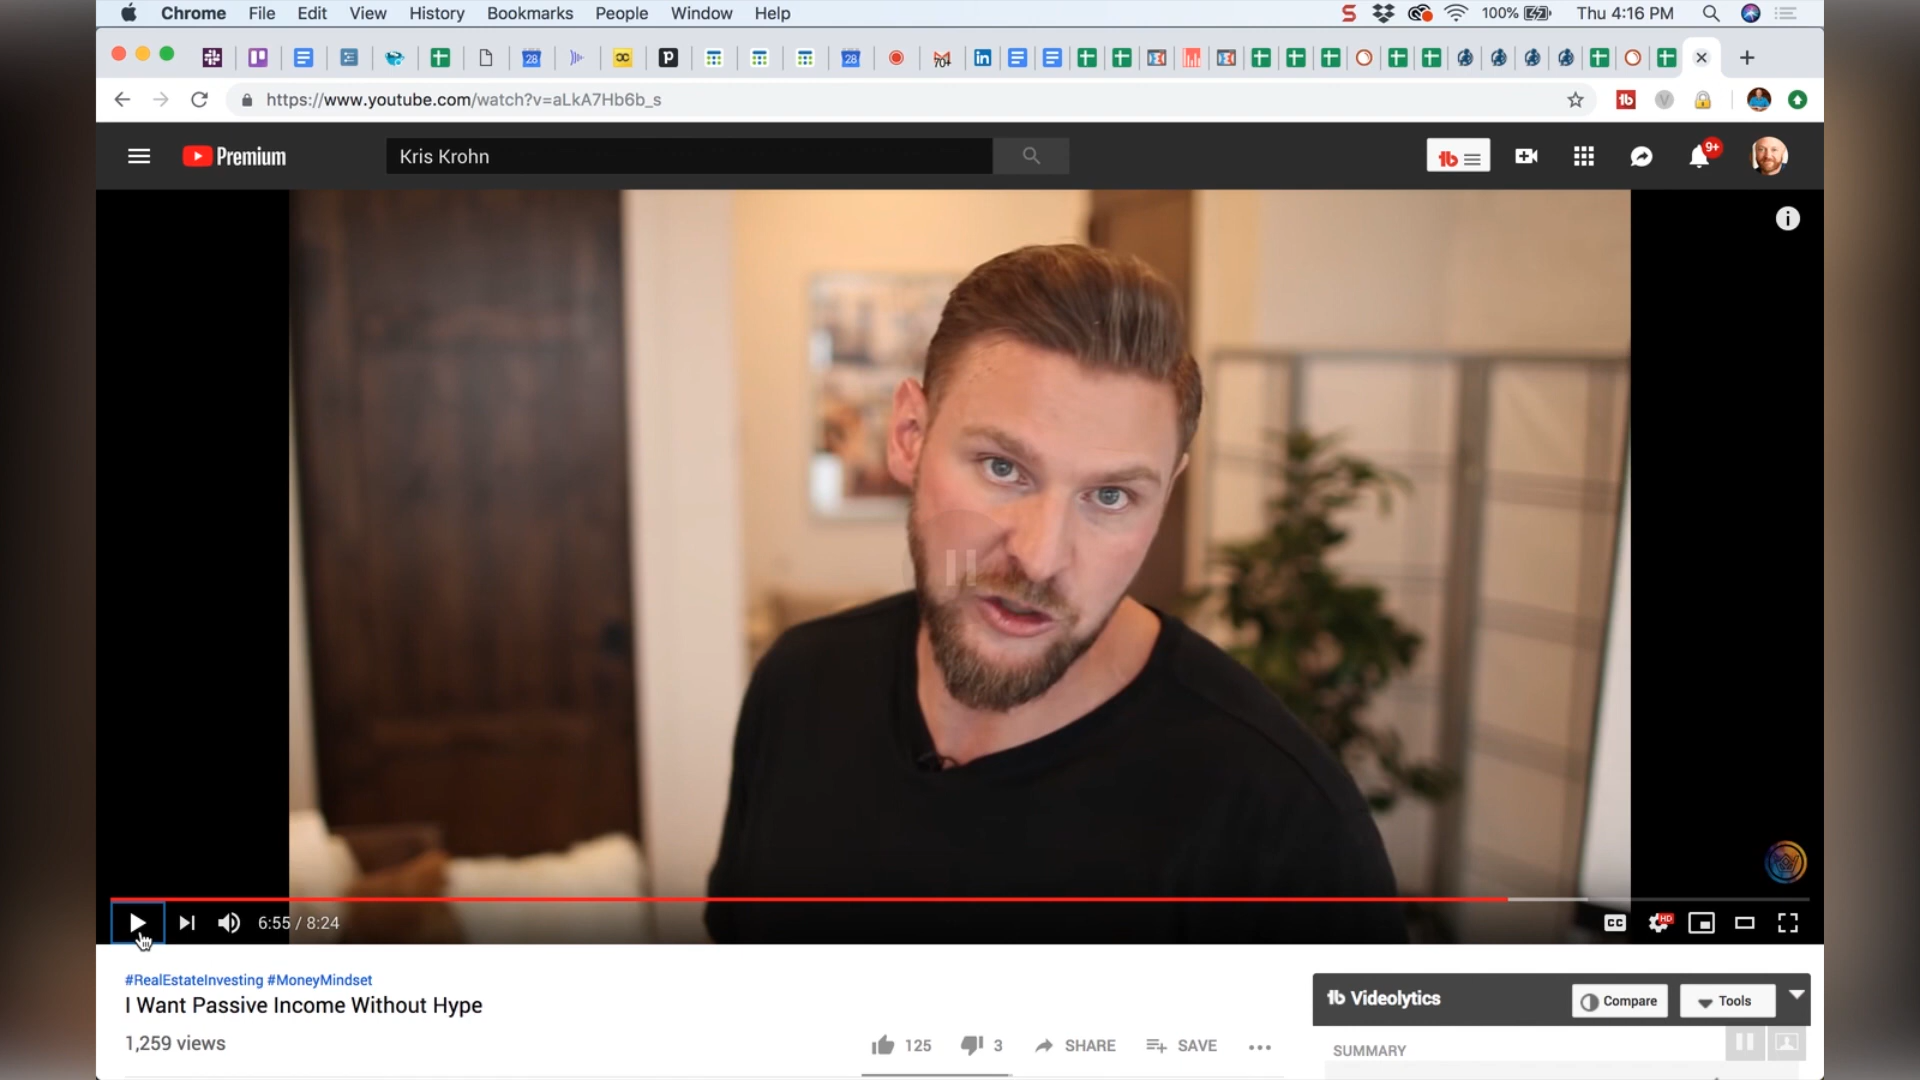 Chrome File Edit View History Bookmarks People Window Help 100% Thu 4:16 PM
https://www.youtube.com/watch?v=aLkA7Hb6b_s
Premium Kris Krohn 9+
CC HD
6:55 / 8:24
#RealEstateInvesting #MoneyMindset
I Want Passive Income Without Hype
1,259 views
125 3 SHARE SAVE
Videolytics Compare Tools
SUMMARY